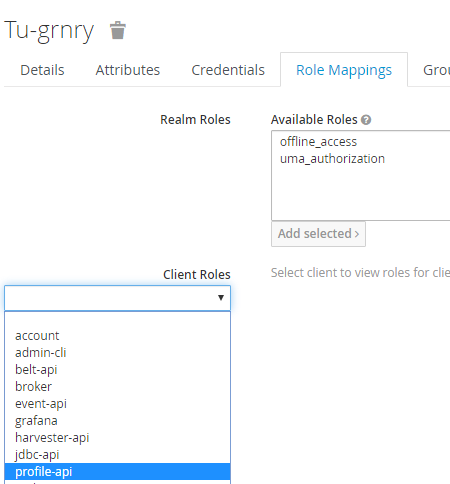 Tu-grnry
Details Attributes Credentials Role Mappings Grou
Realm Roles
Available Roles
offline_access
uma_authorization
Add selected >
Client Roles
Select client to view roles for clie
account
admin-cli
belt-api
broker
event-api
grafana
harvester-api
jdbc-api
profile-api